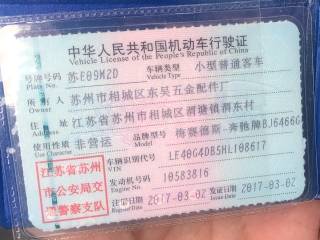 中华人民共和国机动车行驶证
Vehicle License of the People's Republic of China
号牌号码 苏E09M2D 车辆类型 小型普通客车
Plate No. Vehicle Type
所有人 苏州市相城区东吴五金配件厂
Owner
住址 江苏省苏州市相城区渭塘镇渭东村
Address
使用性质 非营运 品牌型号 梅赛德斯-奔驰牌BJ6466G
Use Character Model
车辆识别代号 LE40G4DB5HL108617
VIN
发动机号码 10583816
Engine No.
注册日期 2017-03-02 发证日期 2017-03-02
Register Date Issue Date
江苏省苏州
市公安局交
通警察支队